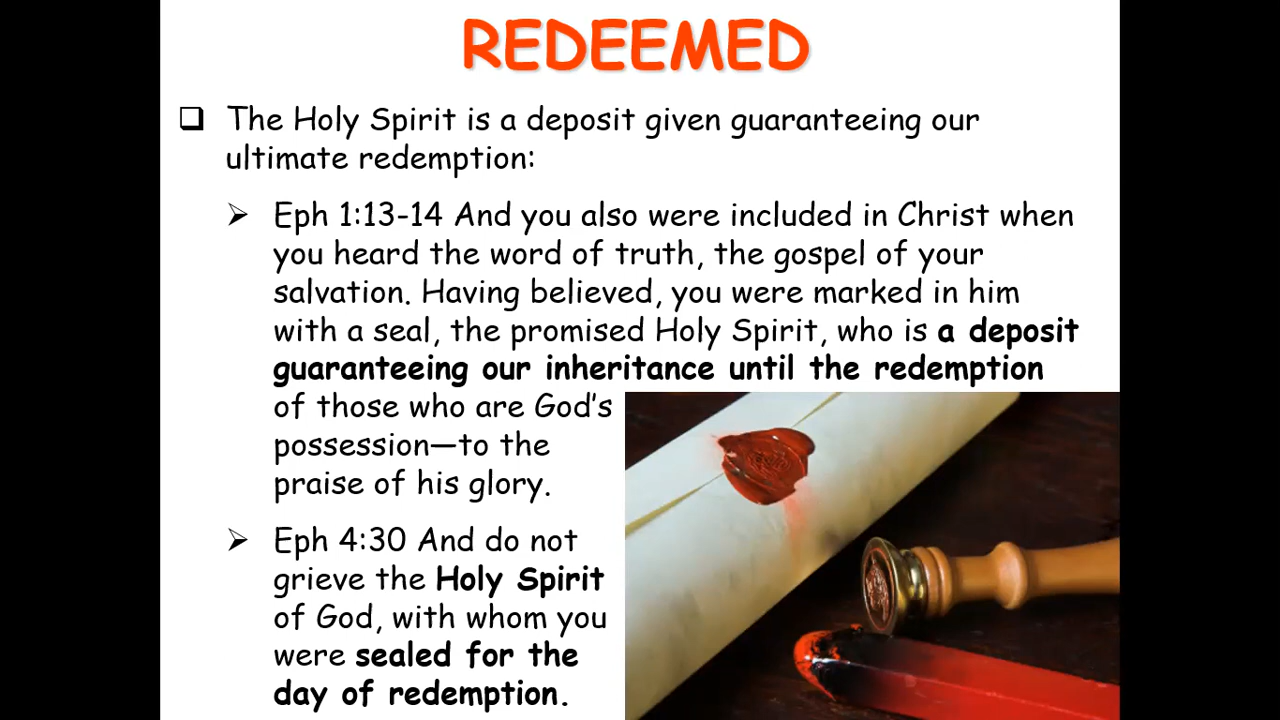 REDEEMED
The Holy Spirit is a deposit given guaranteeing our
ultimate redemption:
Eph 1:13-14 And you also were included in Christ when
you heard the word of truth, the gospel of your
salvation. Having believed, you were marked in him
with a seal, the promised Holy Spirit, who is a deposit
guaranteeing our inheritance until the redemption
of those who are God’s
possession—to the
praise of his glory.
Eph 4:30 And do not
grieve the Holy Spirit
of God, with whom you
were sealed for the
day of redemption.